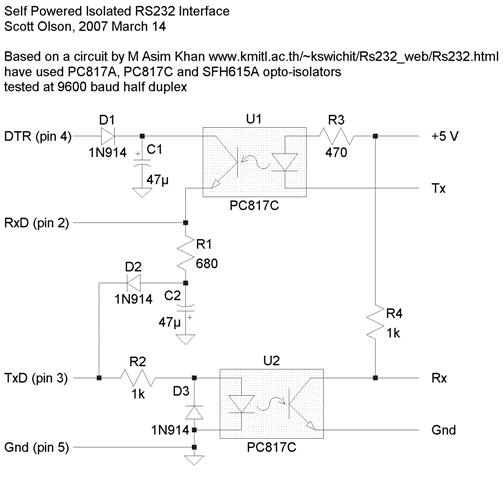 Self Powered Isolated RS232 Interface
Scott Olson, 2007 March 14
Based on a circuit by M Asim Khan www.kmitl.ac.th/~kswichit/Rs232_web/Rs232.html
have used PC817A, PC817C and SFH615A opto-isolators
tested at 9600 baud half duplex
D1
U1
R3
DTR (pin 4)
+5 V
1N914
+
C1
470
47µ
Tx
PC817C
RxD (pin 2)
R1
680
D2
1N914
C2
R4
47µ
+
1k
R2
U2
TxD (pin 3)
Rx
1k
D3
1N914
Gnd
Gnd (pin 5)
PC817C